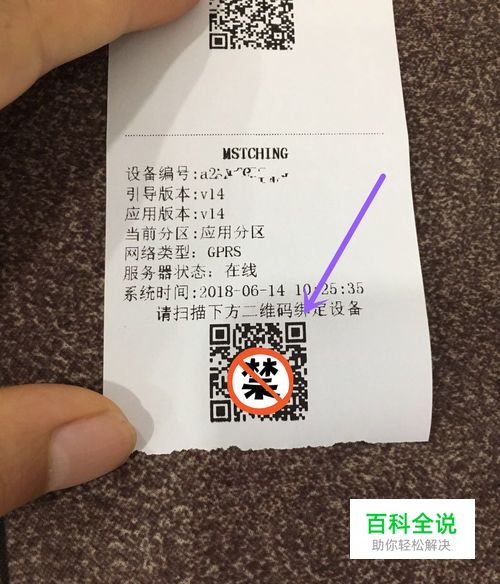 MSTCHING
设备编号:a2
引导版本:v14
应用版本:v14
当前分区:应用分区
网络类型: GPRS
服务器状态: 在线
系统时间:2018-06-14 10:25:35
请扫描下方二维码绑定设备
禁
百科全说
助你轻松解决